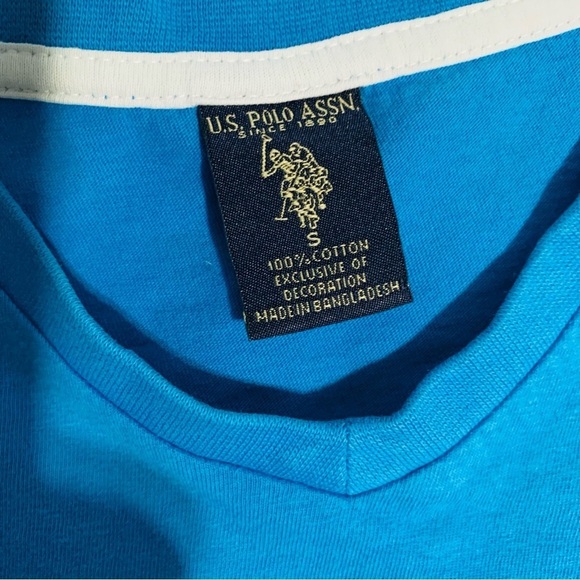 U.S. POLO ASSN.
SINCE 1890
S
100% COTTON
EXCLUSIVE OF
DECORATION
MADE IN BANGLADESH